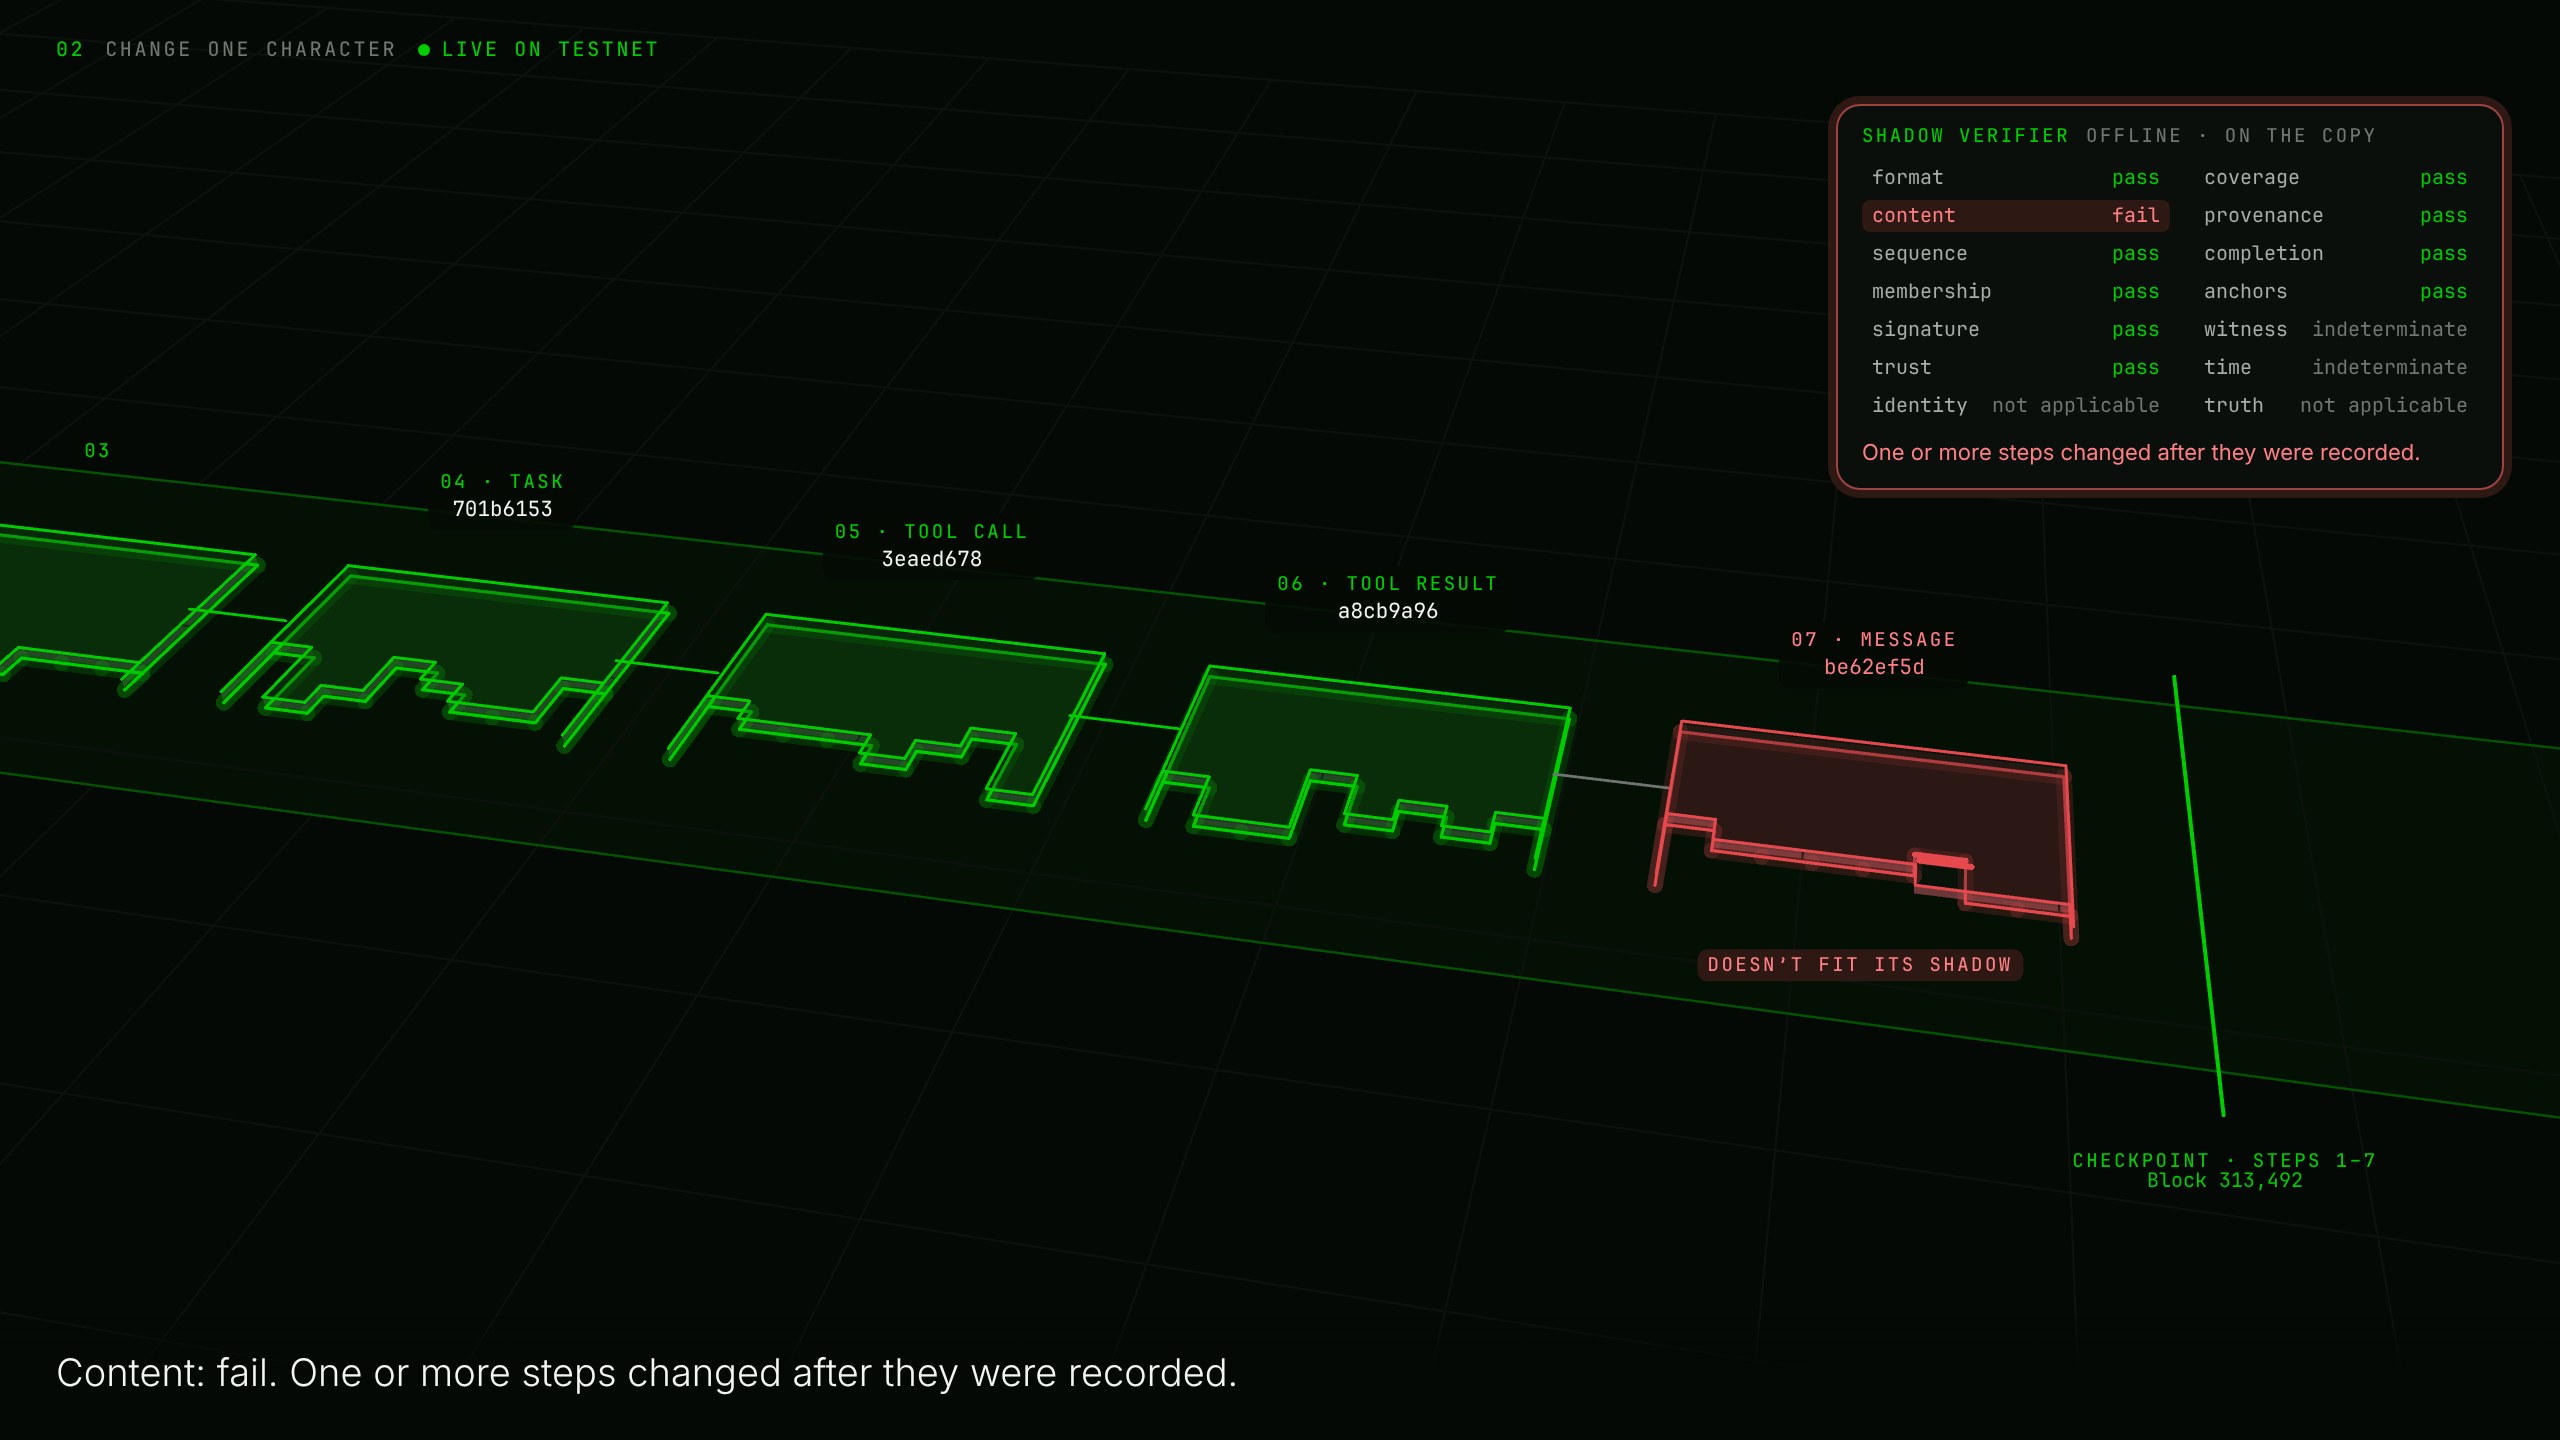 02 CHANGE ONE CHARACTER ● LIVE ON TESTNET
SHADOW VERIFIER OFFLINE · ON THE COPY
format pass coverage pass
content fail provenance pass
sequence pass completion pass
membership pass anchors pass
signature pass witness indeterminate
trust pass time indeterminate
identity not applicable truth not applicable
One or more steps changed after they were recorded.
03
04 · TASK
701b6153
05 · TOOL CALL
3eaed678
06 · TOOL RESULT
a8cb9a96
07 · MESSAGE
be62ef5d
DOESN’T FIT ITS SHADOW
CHECKPOINT · STEPS 1–7
Block 313,492
Content: fail. One or more steps changed after they were recorded.